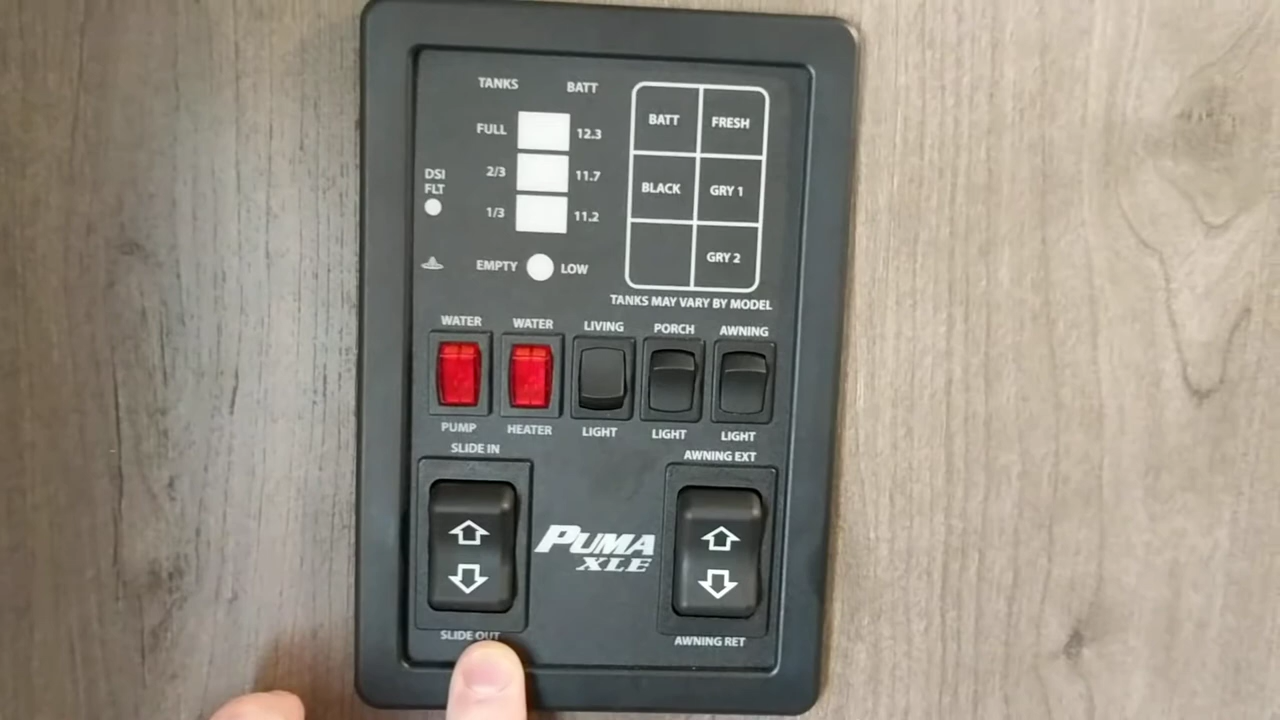 TANKS BATT
FULL 12.3
2/3 11.7
1/3 11.2
EMPTY LOW
DSI
FLT
BATT FRESH
BLACK GRY 1
GRY 2
TANKS MAY VARY BY MODEL
WATER WATER LIVING PORCH AWNING
PUMP HEATER LIGHT LIGHT LIGHT
SLIDE IN AWNING EXT
PUMA
XLE
SLIDE OUT AWNING RET